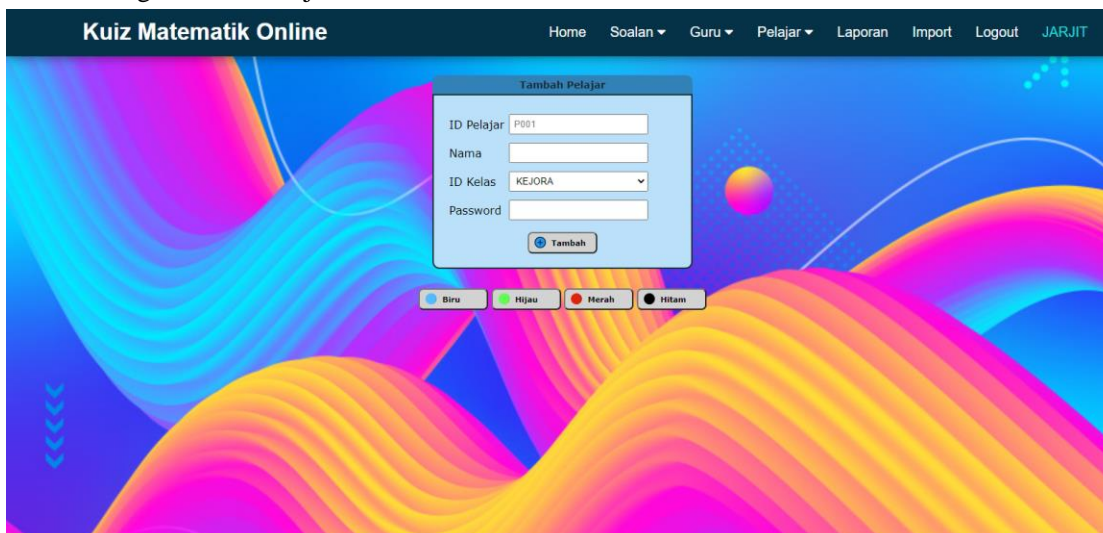 Kuiz Matematik Online Home Soalan Guru Pelajar Laporan Import Logout JARJIT
Tambah Pelajar
ID Pelajar P001
Nama
ID Kelas KEJORA
Password
Tambah
Biru Hijau Merah Hitam